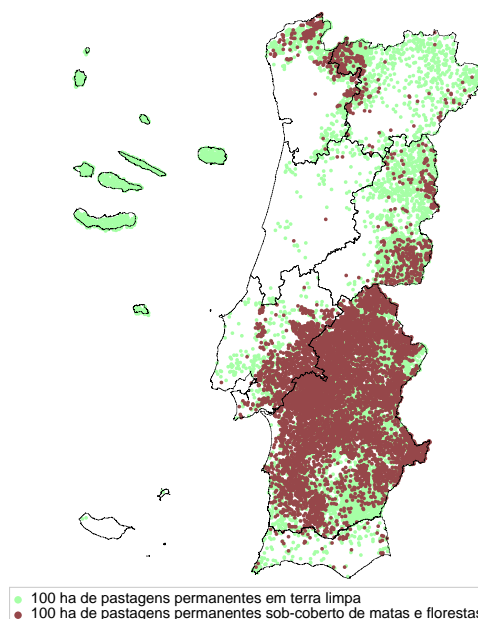 100 ha de pastagens permanentes em terra limpa
100 ha de pastagens permanentes sob-coberto de matas e florestas